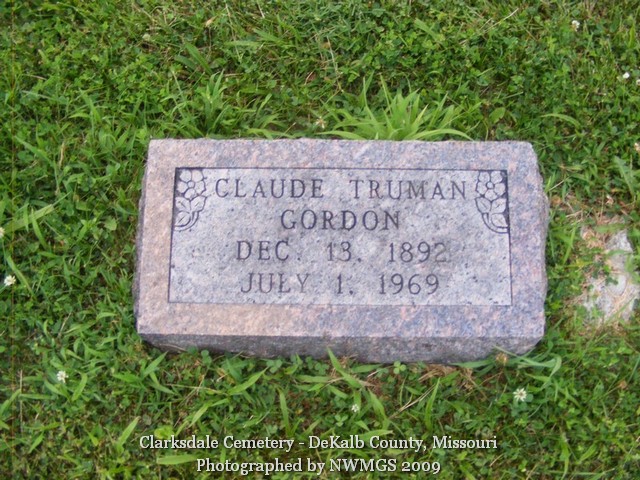 CLAUDE TRUMAN
GORDON
DEC. 13. 1892
JULY 1. 1969
Clarksdale Cemetery - DeKalb County, Missouri
Photographed by NWMGS 2009